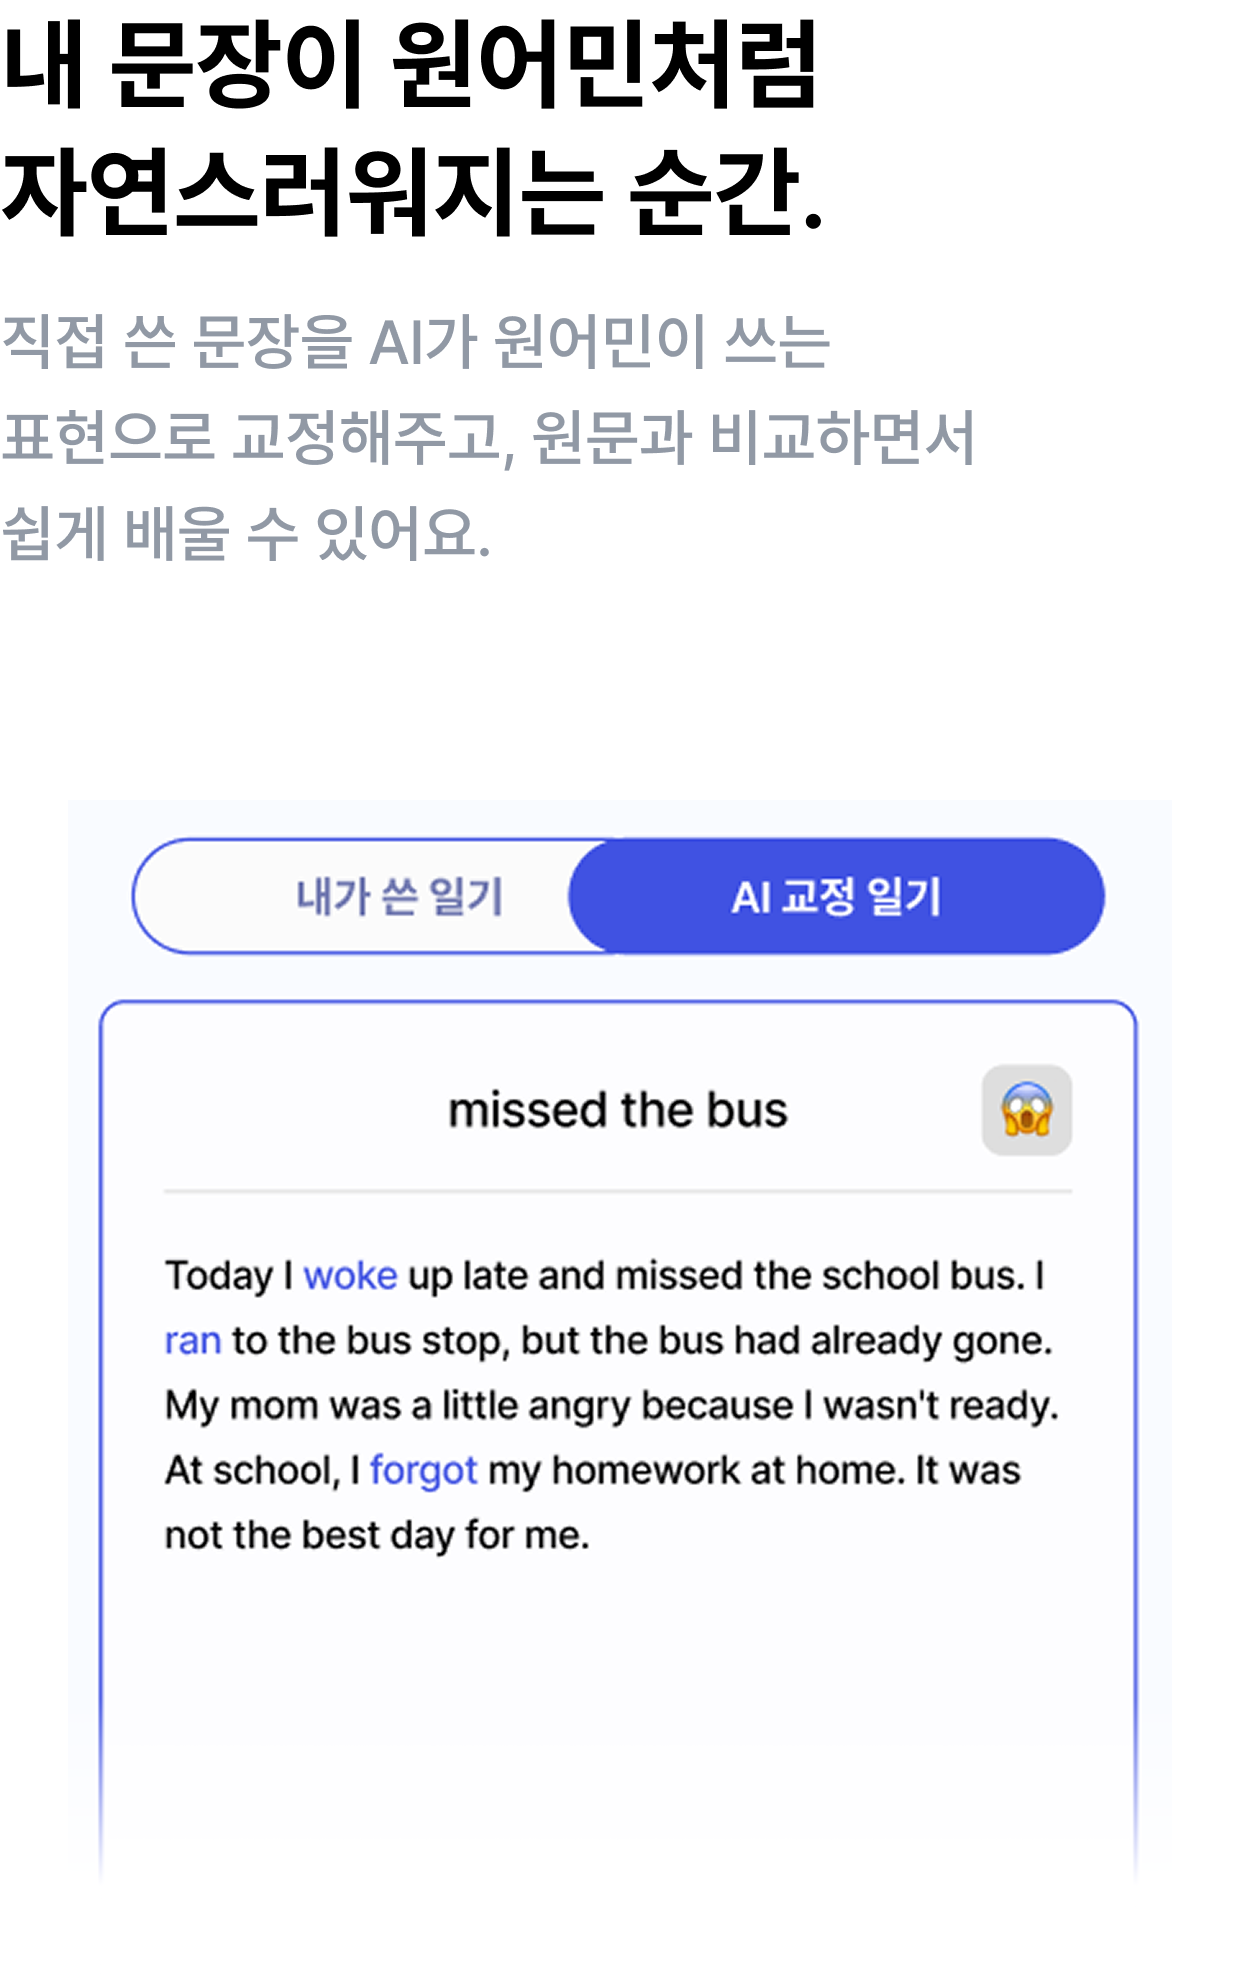 내 문장이 원어민처럼
자연스러워지는 순간.
직접 쓴 문장을 AI가 원어민이 쓰는
표현으로 교정해주고, 원문과 비교하면서
쉽게 배울 수 있어요.
내가 쓴 일기
AI 교정 일기
missed the bus
Today I woke up late and missed the school bus. I
ran to the bus stop, but the bus had already gone.
My mom was a little angry because I wasn't ready.
At school, I forgot my homework at home. It was
not the best day for me.